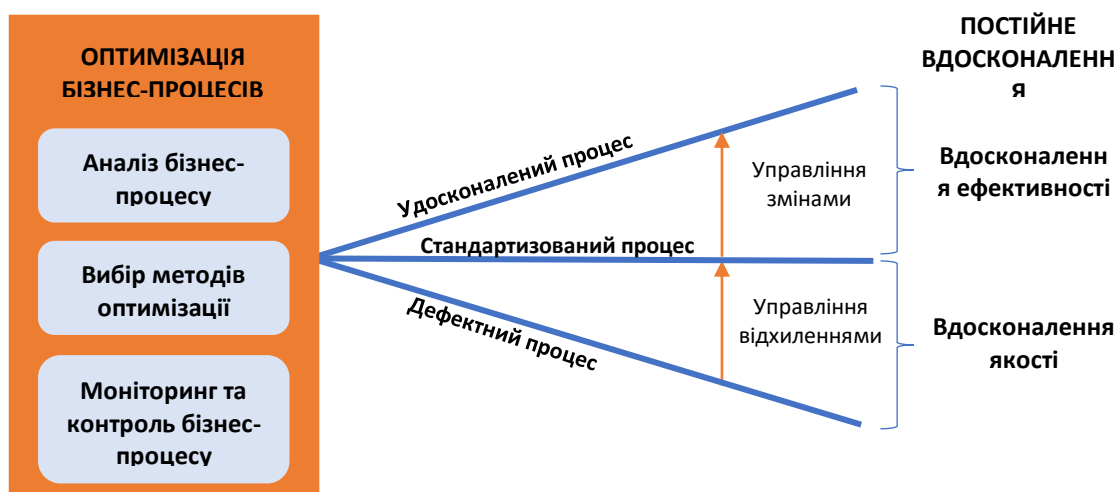 ОПТИМІЗАЦІЯ
БІЗНЕС-ПРОЦЕСІВ
Аналіз бізнес-
процесу
Вибір методів
оптимізації
Моніторинг та
контроль бізнес-
процесу
Удосконалений процес
Стандартизований процес
Дефектний процес
Управління
змінами
Управління
відхиленнями
ПОСТІЙНЕ
ВДОСКОНАЛЕНН
Я
Вдосконаленн
я ефективності
Вдосконалення
якості